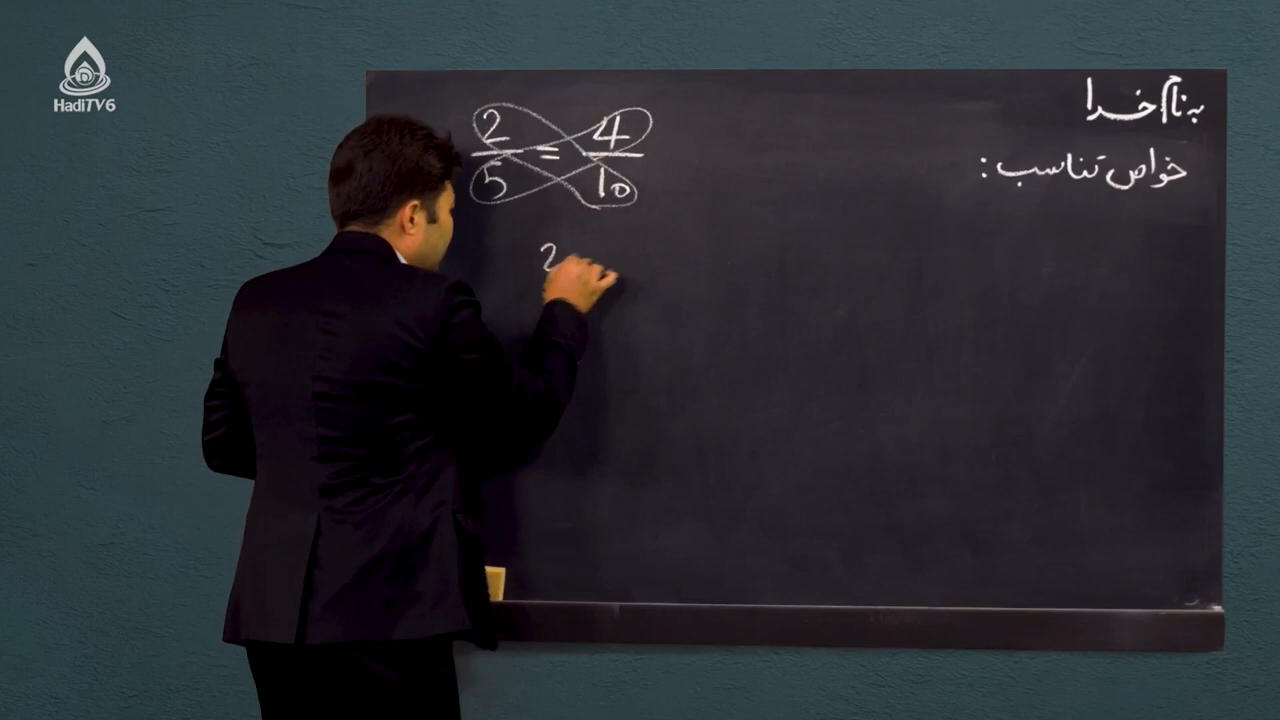 به نام خدا
خواص تناسب :
2/5 = 4/10
2
HadiTV6